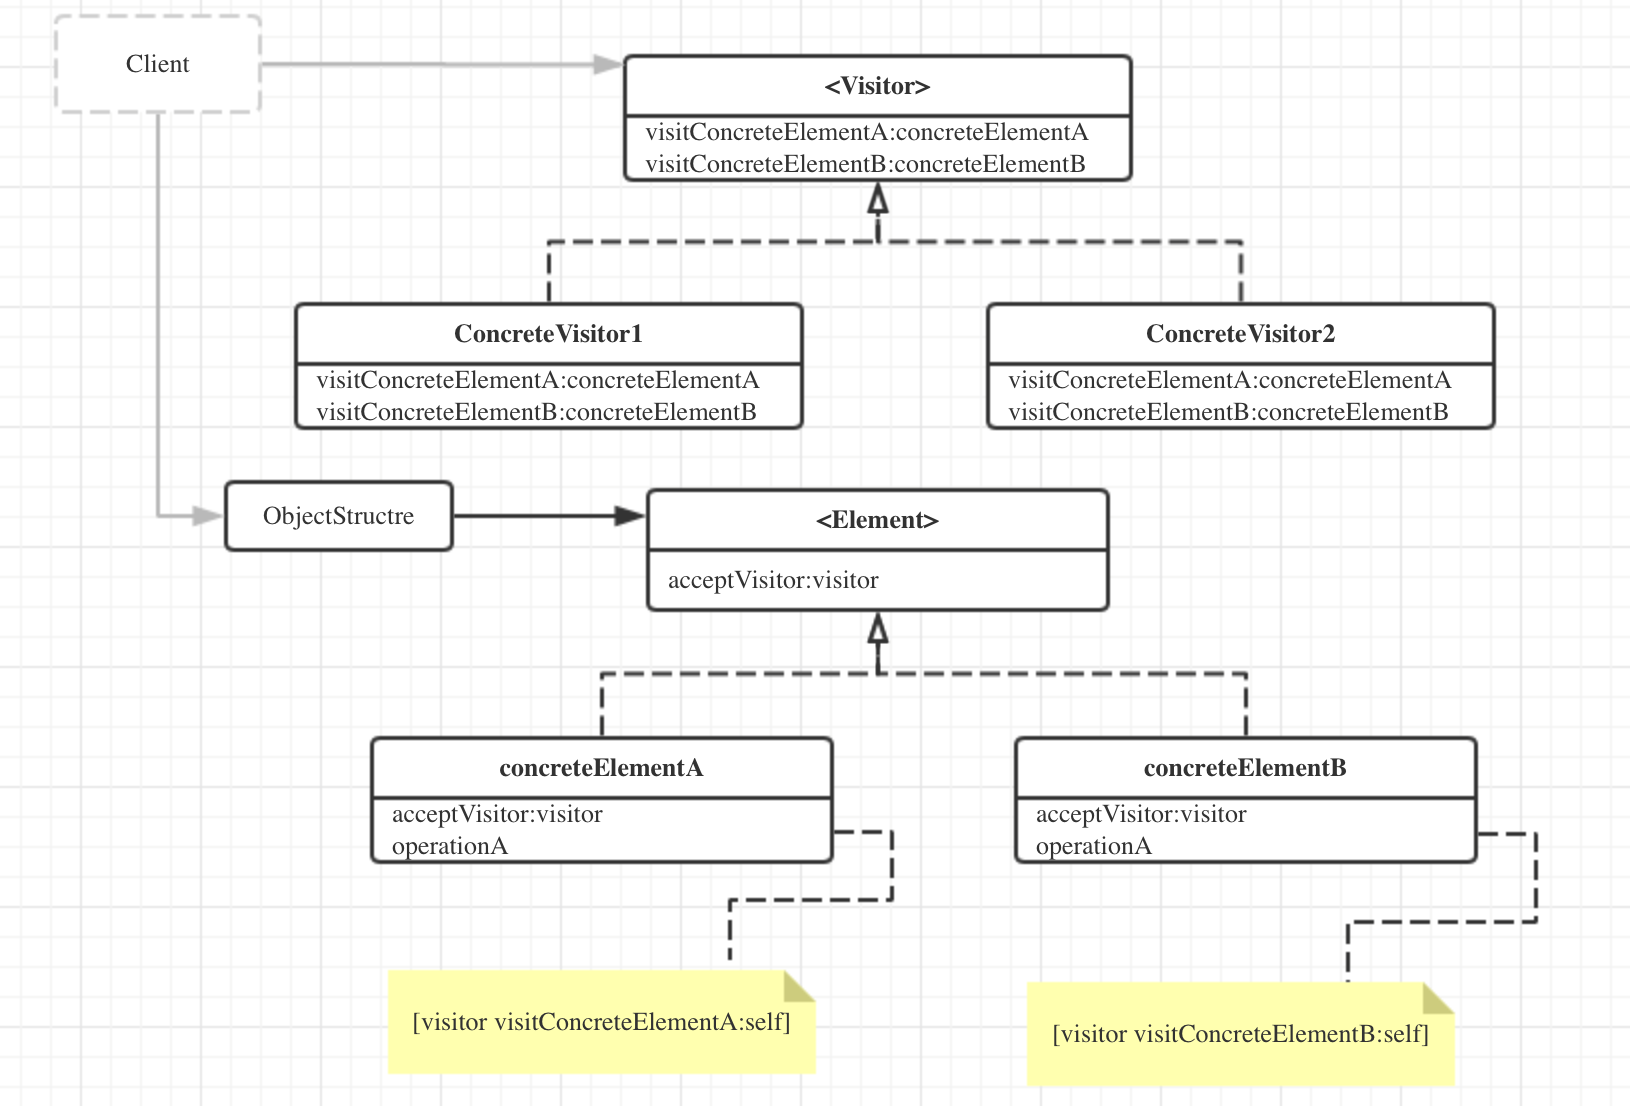 Client
<Visitor>
visitConcreteElementA:concreteElementA
visitConcreteElementB:concreteElementB
ConcreteVisitor1
visitConcreteElementA:concreteElementA
visitConcreteElementB:concreteElementB
ConcreteVisitor2
visitConcreteElementA:concreteElementA
visitConcreteElementB:concreteElementB
ObjectStructre
<Element>
acceptVisitor:visitor
concreteElementA
acceptVisitor:visitor
operationA
concreteElementB
acceptVisitor:visitor
operationA
[visitor visitConcreteElementA:self]
[visitor visitConcreteElementB:self]